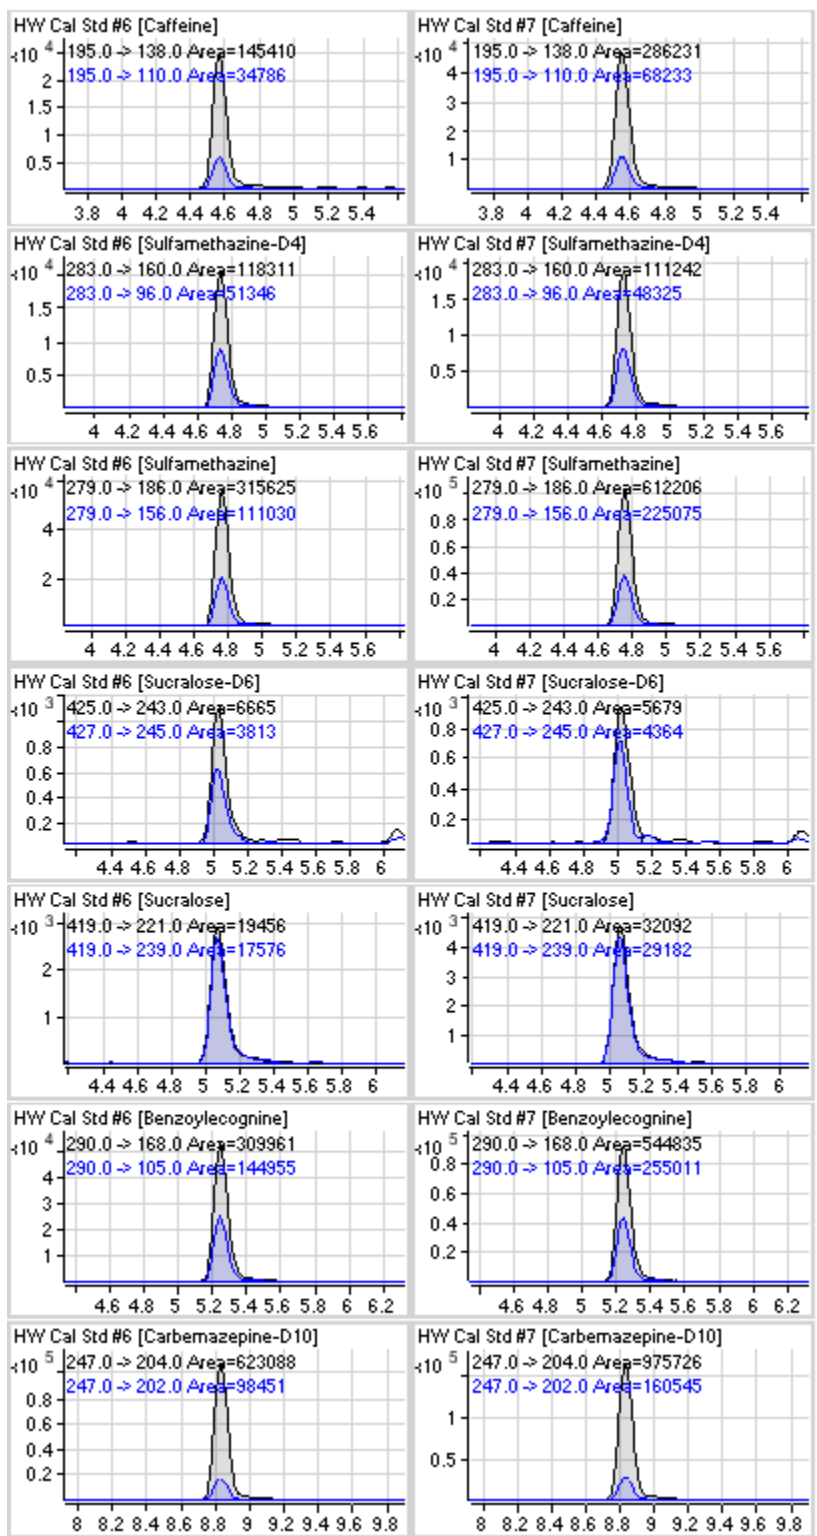 HW Cal Std #6 [Caffeine]
x10 4
195.0 -> 138.0 Area=145410
195.0 -> 110.0 Area=34786
2
1.5
1
0.5
3.8 4 4.2 4.4 4.6 4.8 5 5.2 5.4
HW Cal Std #7 [Caffeine]
x10 4
195.0 -> 138.0 Area=286231
195.0 -> 110.0 Area=68233
4
3
2
1
3.8 4 4.2 4.4 4.6 4.8 5 5.2 5.4
HW Cal Std #6 [Sulfamethazine-D4]
x10 4
283.0 -> 160.0 Area=118311
283.0 -> 96.0 Area=51346
1.5
1
0.5
4 4.2 4.4 4.6 4.8 5 5.2 5.4 5.6
HW Cal Std #7 [Sulfamethazine-D4]
x10 4
283.0 -> 160.0 Area=111242
283.0 -> 96.0 Area=48325
1.5
1
0.5
4 4.2 4.4 4.6 4.8 5 5.2 5.4 5.6
HW Cal Std #6 [Sulfamethazine]
x10 4
279.0 -> 186.0 Area=315625
279.0 -> 156.0 Area=111030
4
2
4 4.2 4.4 4.6 4.8 5 5.2 5.4 5.6
HW Cal Std #7 [Sulfamethazine]
x10 5
279.0 -> 186.0 Area=612206
279.0 -> 156.0 Area=225075
0.8
0.6
0.4
0.2
4 4.2 4.4 4.6 4.8 5 5.2 5.4 5.6
HW Cal Std #6 [Sucralose-D6]
x10 3
425.0 -> 243.0 Area=6665
427.0 -> 245.0 Area=3813
0.8
0.6
0.4
0.2
4.4 4.6 4.8 5 5.2 5.4 5.6 5.8 6
HW Cal Std #7 [Sucralose-D6]
x10 3
425.0 -> 243.0 Area=5679
427.0 -> 245.0 Area=4364
0.8
0.6
0.4
0.2
4.4 4.6 4.8 5 5.2 5.4 5.6 5.8 6
HW Cal Std #6 [Sucralose]
x10 3
419.0 -> 221.0 Area=19456
419.0 -> 239.0 Area=17576
2
1
4.4 4.6 4.8 5 5.2 5.4 5.6 5.8 6
HW Cal Std #7 [Sucralose]
x10 3
419.0 -> 221.0 Area=32092
419.0 -> 239.0 Area=29182
4
3
2
1
4.4 4.6 4.8 5 5.2 5.4 5.6 5.8 6
HW Cal Std #6 [Benzoylecognine]
x10 4
290.0 -> 168.0 Area=309961
290.0 -> 105.0 Area=144955
4
3
2
1
4.6 4.8 5 5.2 5.4 5.6 5.8 6 6.2
HW Cal Std #7 [Benzoylecognine]
x10 5
290.0 -> 168.0 Area=544835
290.0 -> 105.0 Area=255011
0.8
0.6
0.4
0.2
4.6 4.8 5 5.2 5.4 5.6 5.8 6 6.2
HW Cal Std #6 [Carbemazepine-D10]
x10 5
247.0 -> 204.0 Area=623088
247.0 -> 202.0 Area=98451
0.8
0.6
0.4
0.2
8 8.2 8.4 8.6 8.8 9 9.2 9.4 9.6 9.8
HW Cal Std #7 [Carbemazepine-D10]
x10 5
247.0 -> 204.0 Area=975726
247.0 -> 202.0 Area=160545
1
0.5
8 8.2 8.4 8.6 8.8 9 9.2 9.4 9.6 9.8